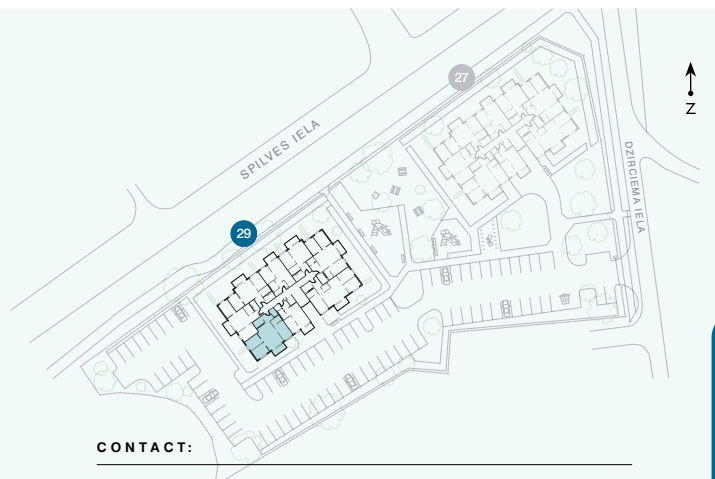 27
Z
SPILVES IELA
DZIRCIEMA IELA
29
CONTACT: